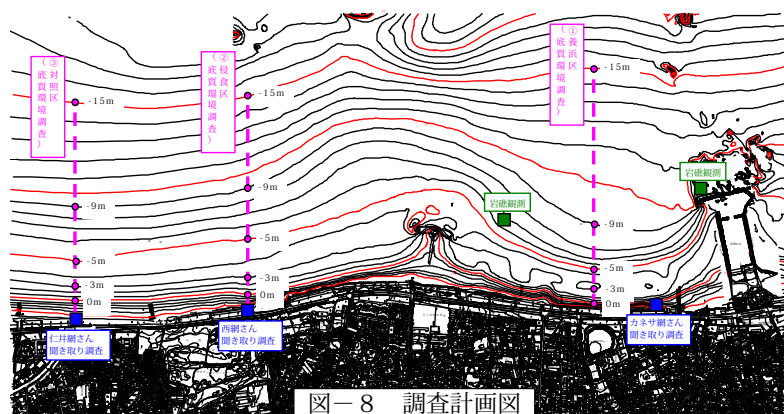 ③対照区
(底質環境調査)
-15m
-9m
-5m
-3m
0m
仁井網さん
聞き取り調査
②侵食区
(底質環境調査)
-15m
-9m
-5m
-3m
0m
西網さん
聞き取り調査
岩礁観測
①養浜区
(底質環境調査)
-15m
-9m
-5m
-3m
0m
カネサ網さん
聞き取り調査
岩礁観測
図－８　調査計画図